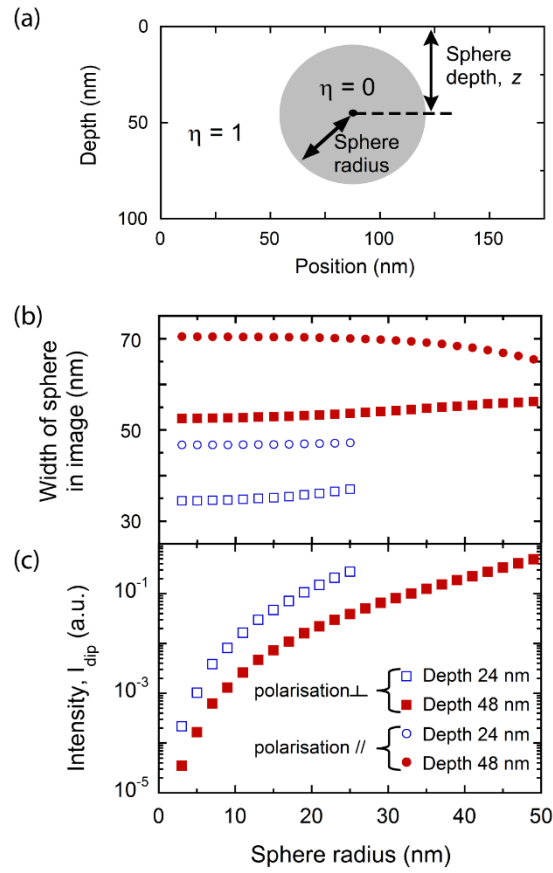 (a)
0
50
100
Depth (nm)
η = 0
η = 1
Sphere
depth, z
Sphere
radius
0
50
100
150
Position (nm)
(b)
70
50
30
Width of sphere
in image (nm)
(c)
10⁻¹
10⁻³
10⁻⁵
Intensity, I_dip (a.u.)
polarisation⊥
Depth 24 nm
Depth 48 nm
polarisation //
Depth 24 nm
Depth 48 nm
0
10
20
30
40
50
Sphere radius (nm)